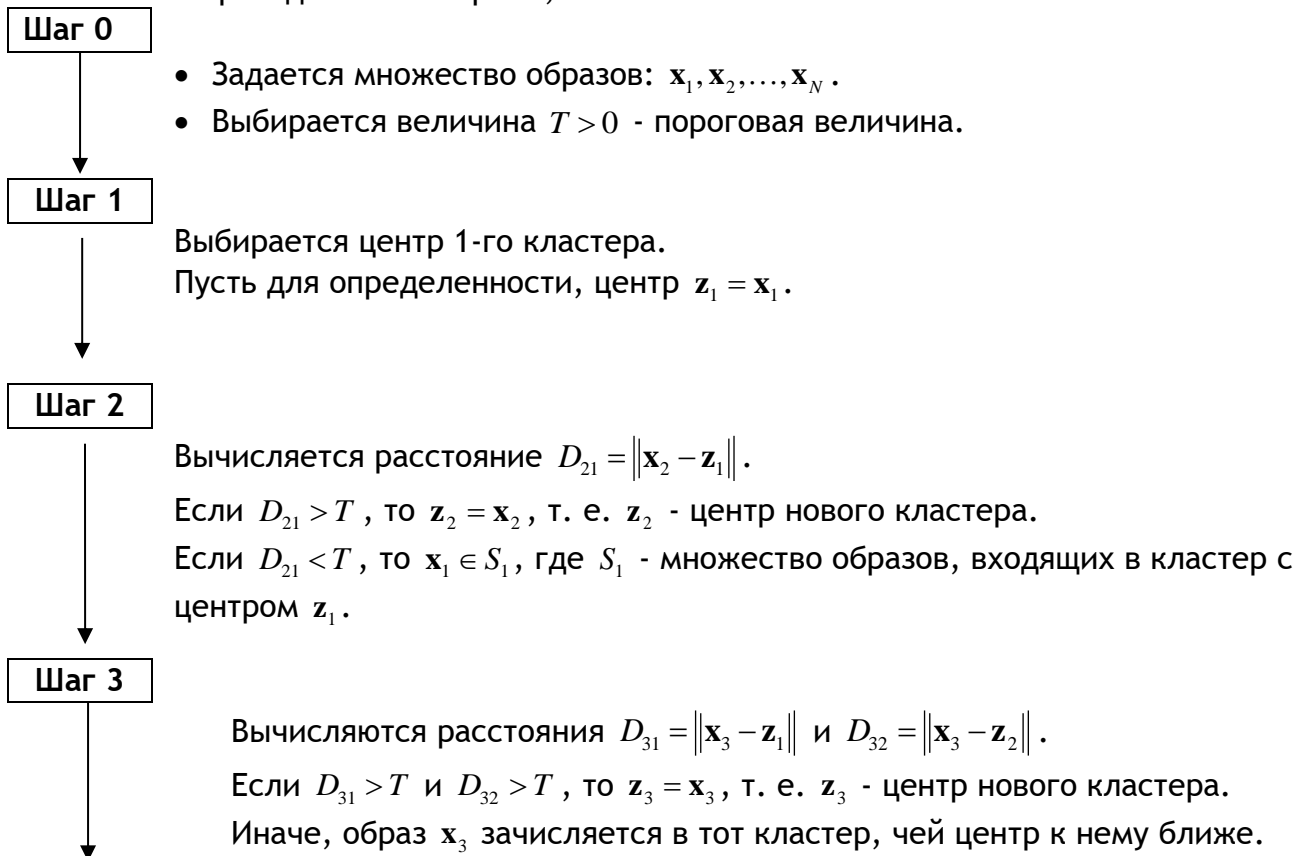 Шаг 0
• Задается множество образов: x₁, x₂,…, x_N .
• Выбирается величина T > 0 - пороговая величина.
Шаг 1
Выбирается центр 1-го кластера.
Пусть для определенности, центр z₁ = x₁.
Шаг 2
Вычисляется расстояние D₂₁ = ‖x₂ − z₁‖.
Если D₂₁ > T , то z₂ = x₂, т. е. z₂ - центр нового кластера.
Если D₂₁ < T , то x₁ ∈ S₁, где S₁ - множество образов, входящих в кластер с
центром z₁.
Шаг 3
Вычисляются расстояния D₃₁ = ‖x₃ − z₁‖ и D₃₂ = ‖x₃ − z₂‖.
Если D₃₁ > T и D₃₂ > T , то z₃ = x₃, т. е. z₃ - центр нового кластера.
Иначе, образ x₃ зачисляется в тот кластер, чей центр к нему ближе.